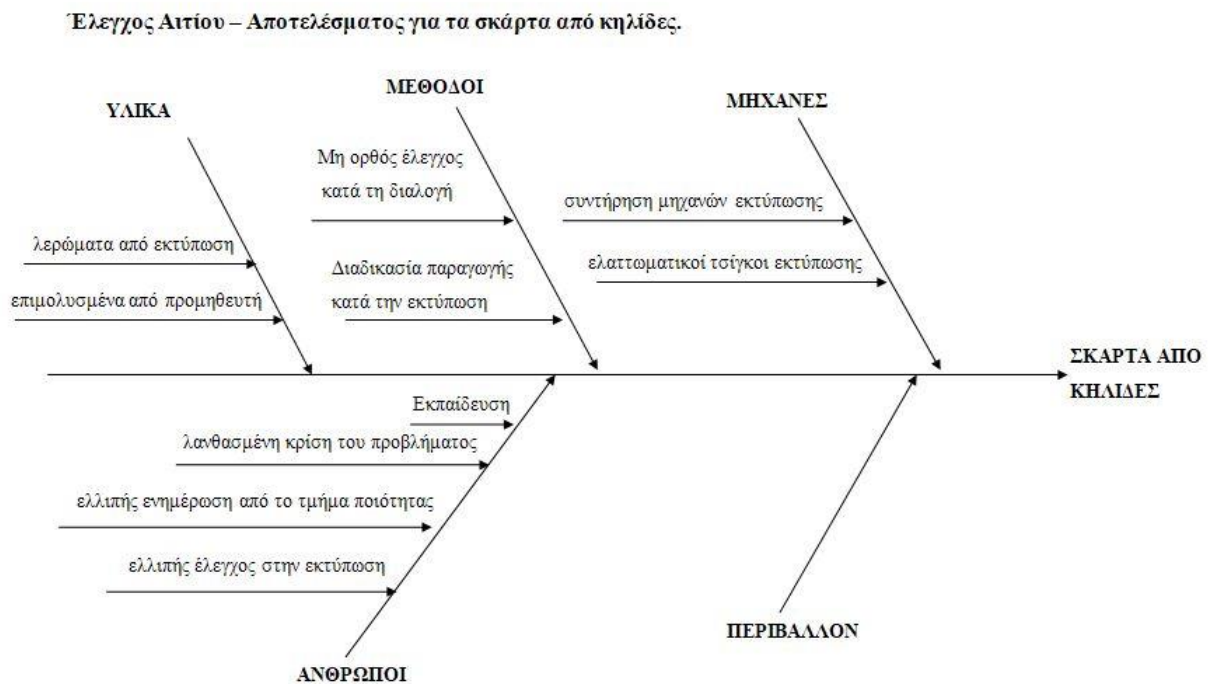 Έλεγχος Αιτίου – Αποτελέσματος για τα σκάρτα από κηλίδες.
ΥΛΙΚΑ
λερώματα από εκτύπωση
επιμολυσμένα από προμηθευτή
ΜΕΘΟΔΟΙ
Μη ορθός έλεγχος
κατά τη διαλογή
Διαδικασία παραγωγής
κατά την εκτύπωση
ΜΗΧΑΝΕΣ
συντήρηση μηχανών εκτύπωσης
ελαττωματικοί τσίγκοι εκτύπωσης
ΣΚΑΡΤΑ ΑΠΟ
ΚΗΛΙΔΕΣ
Εκπαίδευση
λανθασμένη κρίση του προβλήματος
ελλιπής ενημέρωση από το τμήμα ποιότητας
ελλιπής έλεγχος στην εκτύπωση
ΑΝΘΡΩΠΟΙ
ΠΕΡΙΒΑΛΛΟΝ